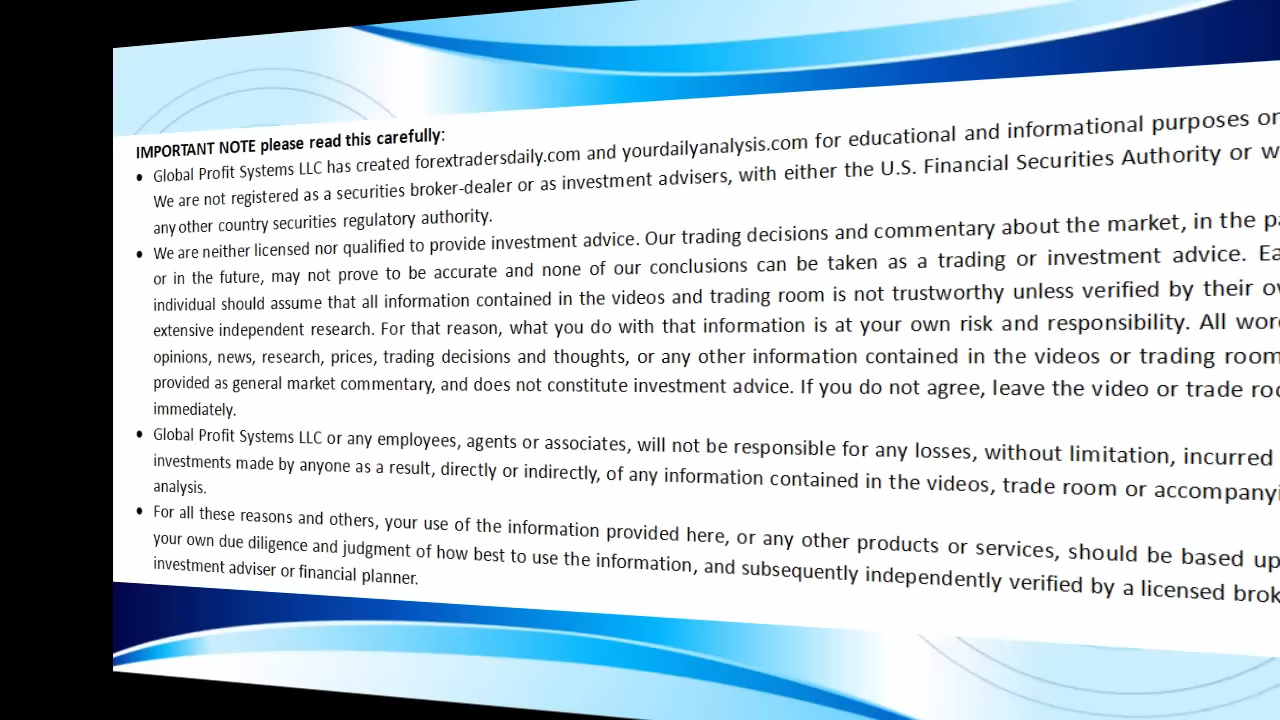 IMPORTANT NOTE please read this carefully:
• Global Profit Systems LLC has created forextradersdaily.com and yourdailyanalysis.com for educational and informational purposes
We are not registered as a securities broker-dealer or as investment advisers, with either the U.S. Financial Securities Authority or
any other country securities regulatory authority.
• We are neither licensed nor qualified to provide investment advice. Our trading decisions and commentary about the market, in the
or in the future, may not prove to be accurate and none of our conclusions can be taken as a trading or investment advice.
individual should assume that all information contained in the videos and trading room is not trustworthy unless verified by their
extensive independent research. For that reason, what you do with that information is at your own risk and responsibility. All
opinions, news, research, prices, trading decisions and thoughts, or any other information contained in the videos or trading room
provided as general market commentary, and does not constitute investment advice. If you do not agree, leave the video or trade
immediately.
• Global Profit Systems LLC or any employees, agents or associates, will not be responsible for any losses, without limitation, incurred
investments made by anyone as a result, directly or indirectly, of any information contained in the videos, trade room or
analysis.
• For all these reasons and others, your use of the information provided here, or any other products or services, should be based
your own due diligence and judgment of how best to use the information, and subsequently independently verified by a licensed
investment adviser or financial planner.